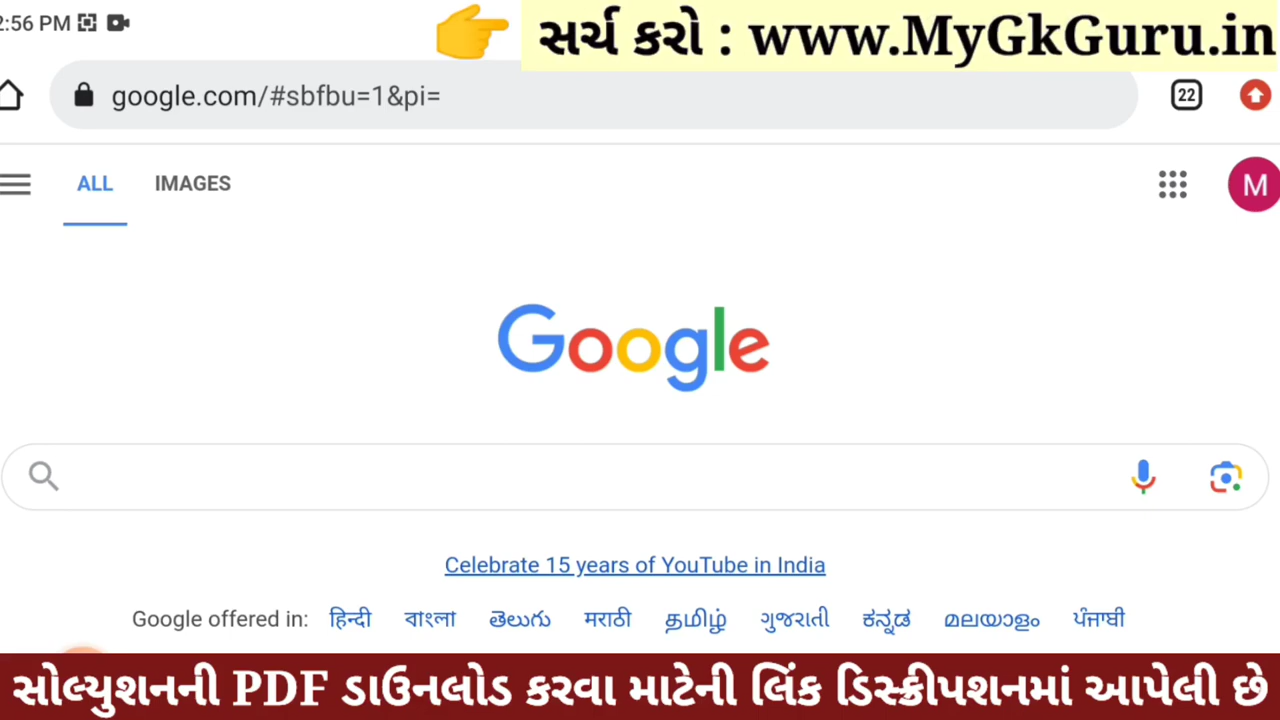 2:56 PM
સર્ચ કરો : www.MyGkGuru.in
google.com/#sbfbu=1&pi=
22
ALL IMAGES
M
Google
Celebrate 15 years of YouTube in India
Google offered in: हिन्दी বাংলা తెలుగు मराठी தமிழ் ગુજરાતી ಕನ್ನಡ മലയാളം ਪੰਜਾਬੀ
સોલ્યુશનની PDF ડાઉનલોડ કરવા માટેની લિંક ડિસ્ક્રીપશનમાં આપેલી છે